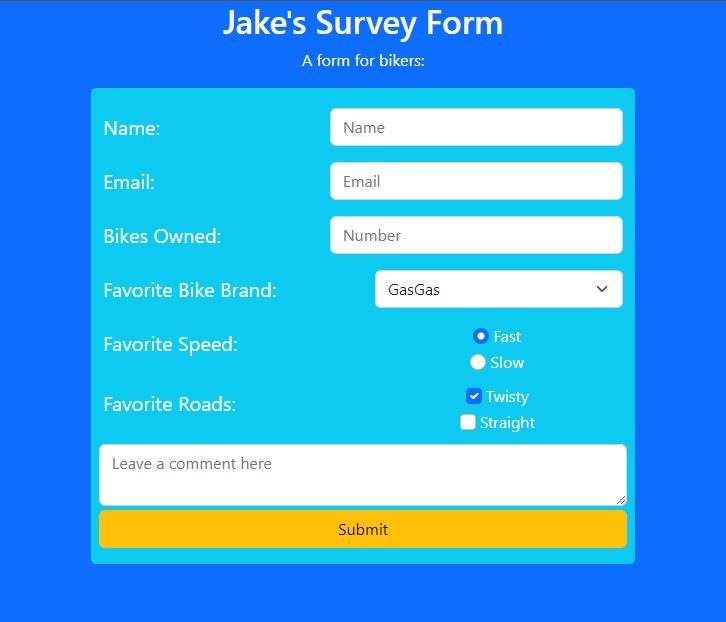 Jake's Survey Form
A form for bikers:
Name: Name
Email: Email
Bikes Owned: Number
Favorite Bike Brand: GasGas
Favorite Speed: Fast
Slow
Favorite Roads: Twisty
Straight
Leave a comment here
Submit